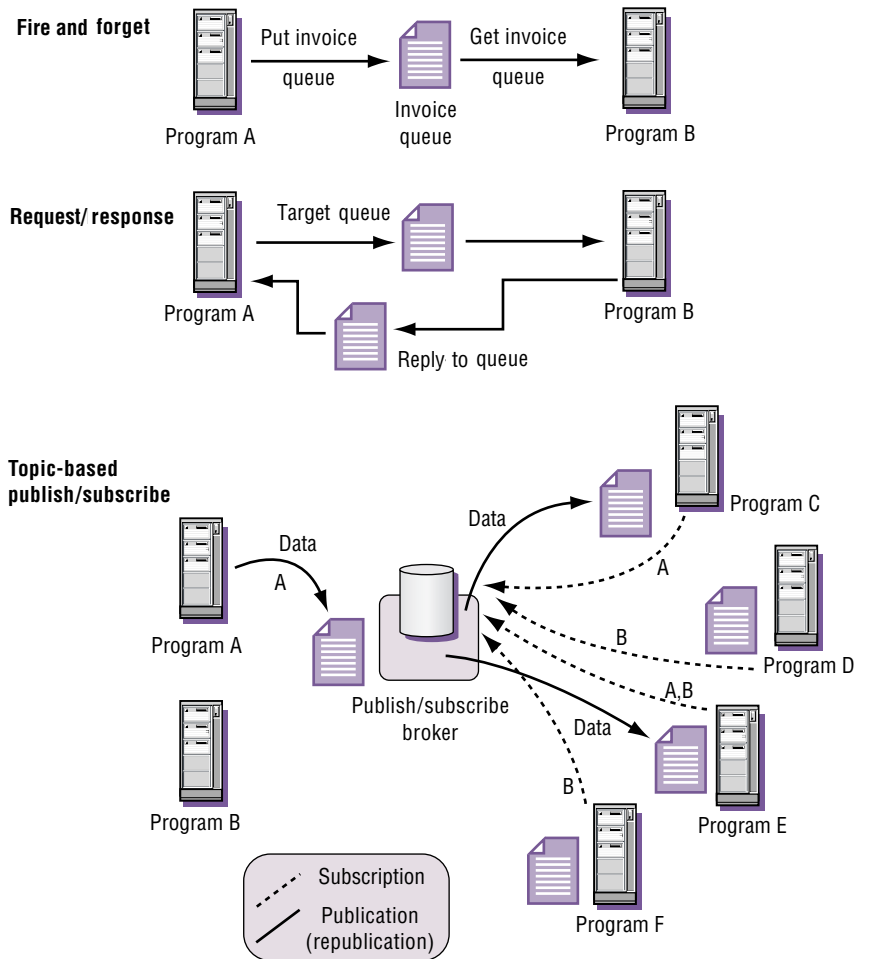 Fire and forget
Put invoice
queue
Get invoice
queue
Invoice
queue
Program A
Program B
Request/ response
Target queue
Program A
Program B
Reply to queue
Topic-based
publish/subscribe
Program C
Data
Data
A
A
B
Program A
Program D
A,B
Publish/subscribe
broker
Data
B
Program B
Program E
Subscription
Publication
(republication)
Program F